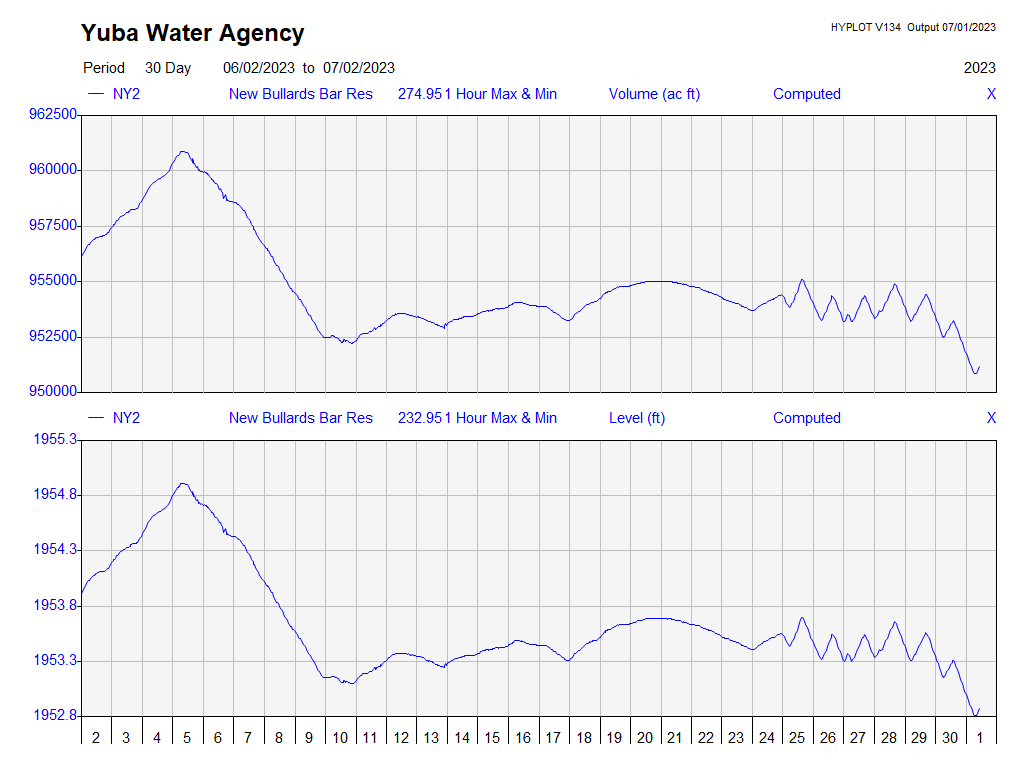 Yuba Water Agency
HYPLOT V134 Output 07/01/2023
Period 30 Day 06/02/2023 to 07/02/2023 2023
NY2 New Bullards Bar Res 274.951 Hour Max & Min Volume (ac ft) Computed X
962500
960000
957500
955000
952500
950000
NY2 New Bullards Bar Res 232.951 Hour Max & Min Level (ft) Computed X
1955.3
1954.8
1954.3
1953.8
1953.3
1952.8
2 3 4 5 6 7 8 9 10 11 12 13 14 15 16 17 18 19 20 21 22 23 24 25 26 27 28 29 30 1